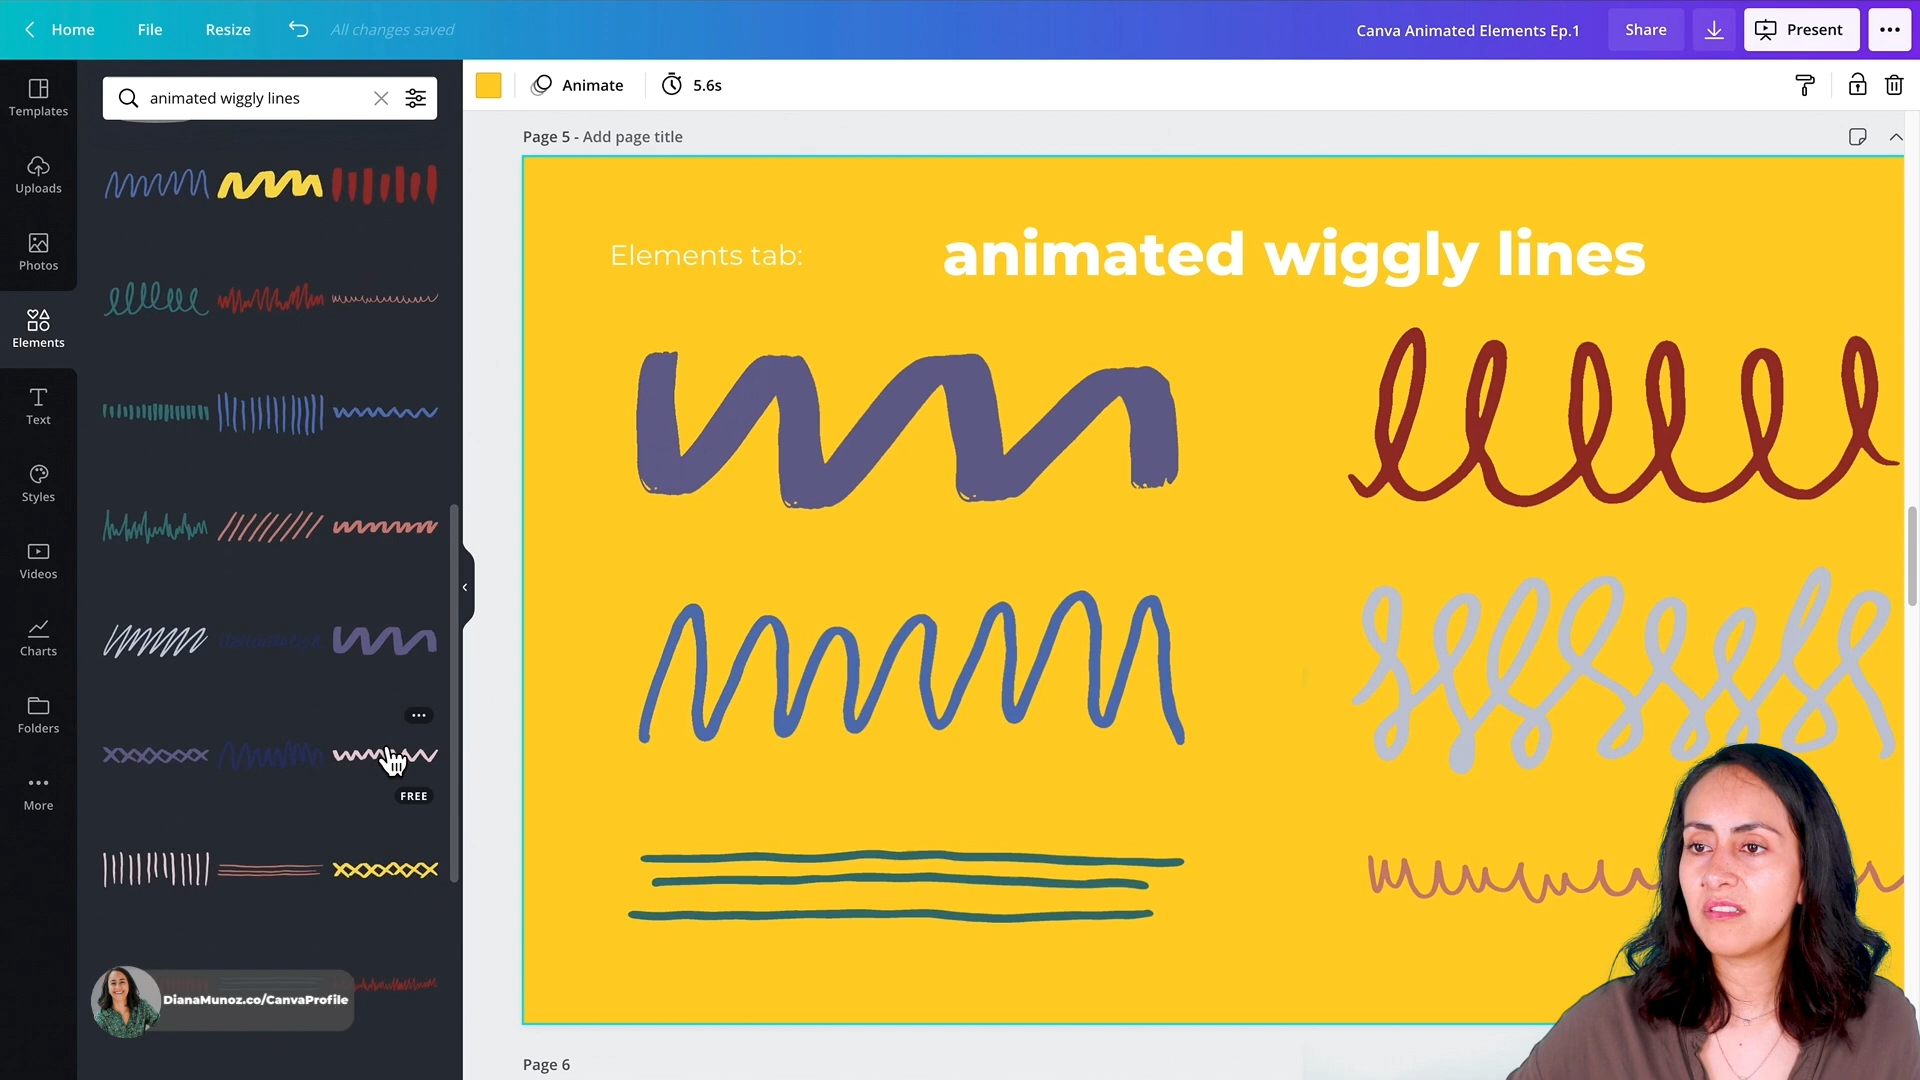 Home
File
Resize
All changes saved
Canva Animated Elements Ep.1
Share
Present
Templates
Uploads
Photos
Elements
Text
Styles
Videos
Charts
Folders
More
animated wiggly lines
FREE
DianaMunoz.co/CanvaProfile
Animate
5.6s
Page 5 - Add page title
Elements tab:
animated wiggly lines
Page 6